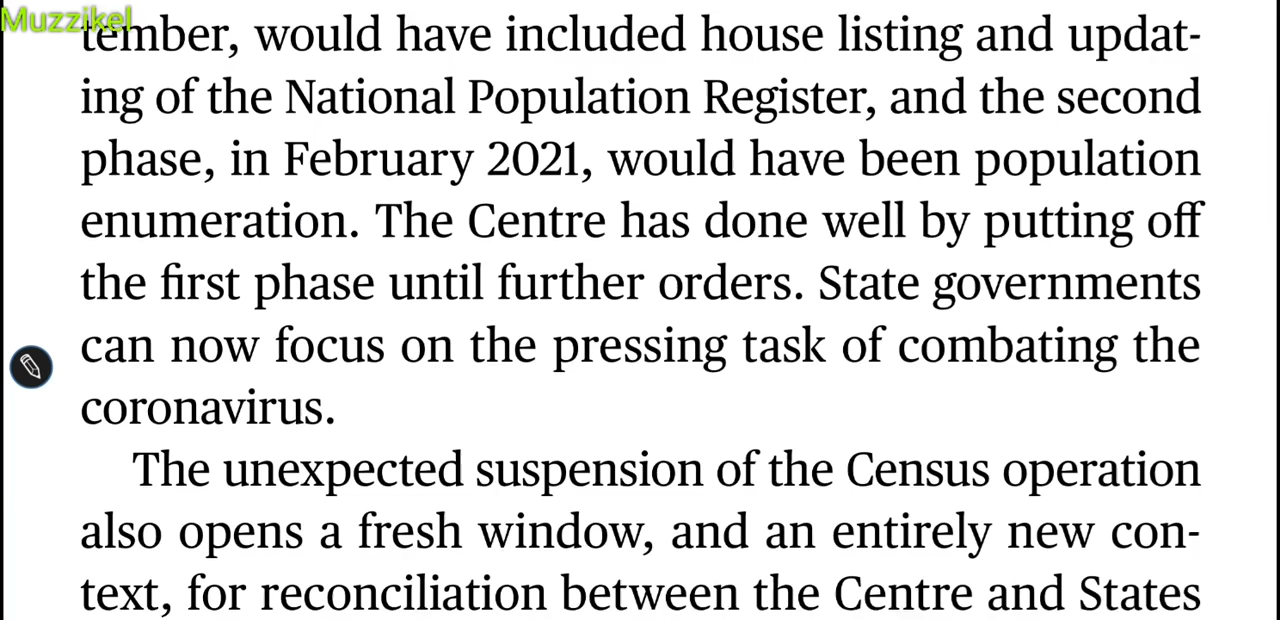 Muzzikel
tember, would have included house listing and updat-
ing of the National Population Register, and the second
phase, in February 2021, would have been population
enumeration. The Centre has done well by putting off
the first phase until further orders. State governments
can now focus on the pressing task of combating the
coronavirus.
The unexpected suspension of the Census operation
also opens a fresh window, and an entirely new con-
text, for reconciliation between the Centre and States